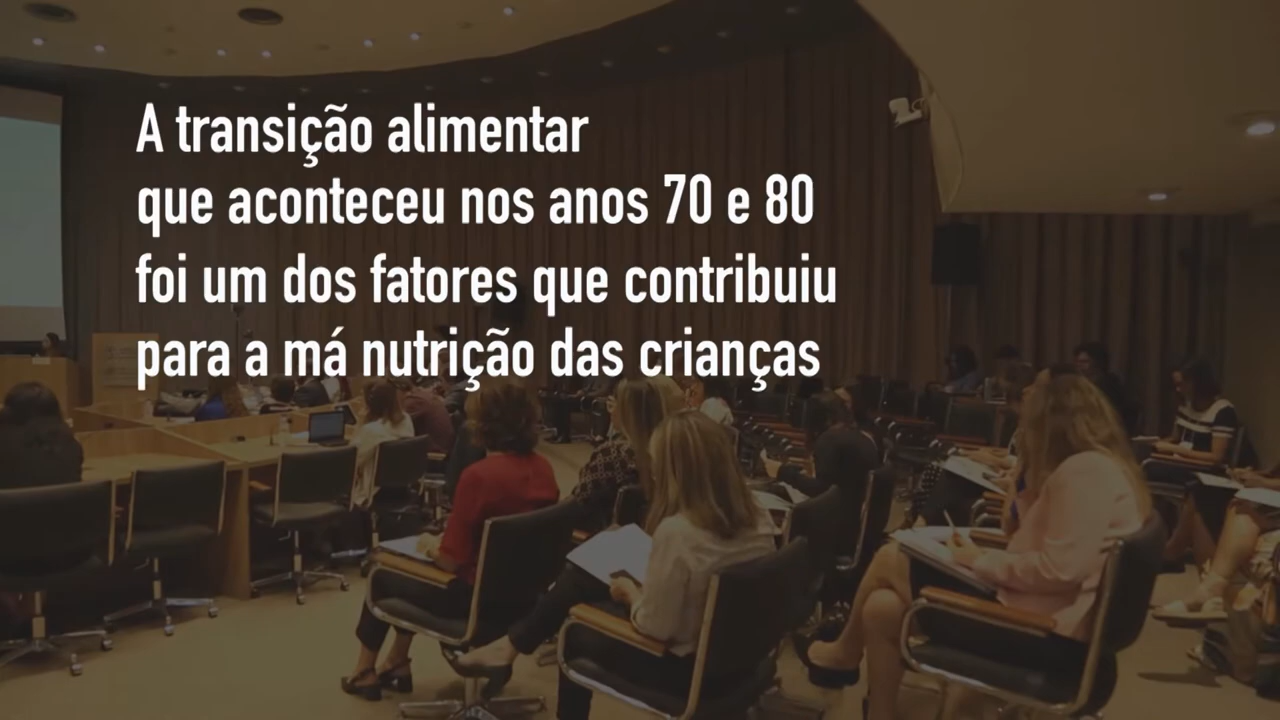 A transição alimentar
que aconteceu nos anos 70 e 80
foi um dos fatores que contribuiu
para a má nutrição das crianças